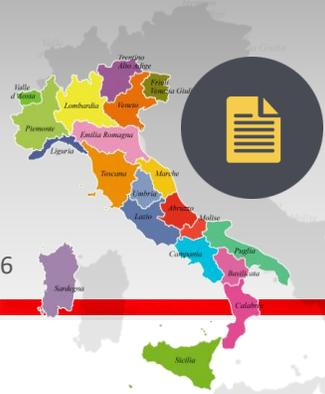 Trentino
Alto Adige
Friuli
Venezia Giuli
Valle
d'Aosta
Lombardia
Veneto
Piemonte
Emilia Romagna
Liguria
Toscana
Marche
Umbria
Abruzzo
Lazio
Molise
Campania
Puglia
Basilicata
6
Sardegna
Calabria
Sicilia